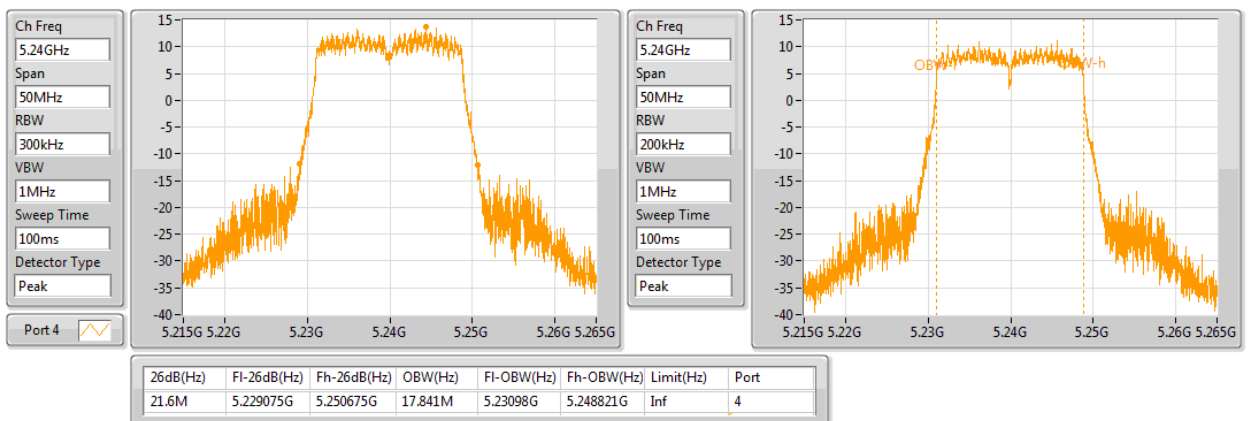 Ch Freq
5.24GHz
Span
50MHz
RBW
300kHz
VBW
1MHz
Sweep Time
100ms
Detector Type
Peak
Port 4
15
10
5
0
-5
-10
-15
-20
-25
-30
-35
-40
5.215G 5.22G 5.23G 5.24G 5.25G 5.26G 5.265G
Ch Freq
5.24GHz
Span
50MHz
RBW
200kHz
VBW
1MHz
Sweep Time
100ms
Detector Type
Peak
15
10
5
0
-5
-10
-15
-20
-25
-30
-35
-40
5.215G 5.22G 5.23G 5.24G 5.25G 5.26G 5.265G
26dB(Hz) Fl-26dB(Hz) Fh-26dB(Hz) OBW(Hz) Fl-OBW(Hz) Fh-OBW(Hz) Limit(Hz) Port
21.6M 5.229075G 5.250675G 17.841M 5.23098G 5.248821G Inf 4